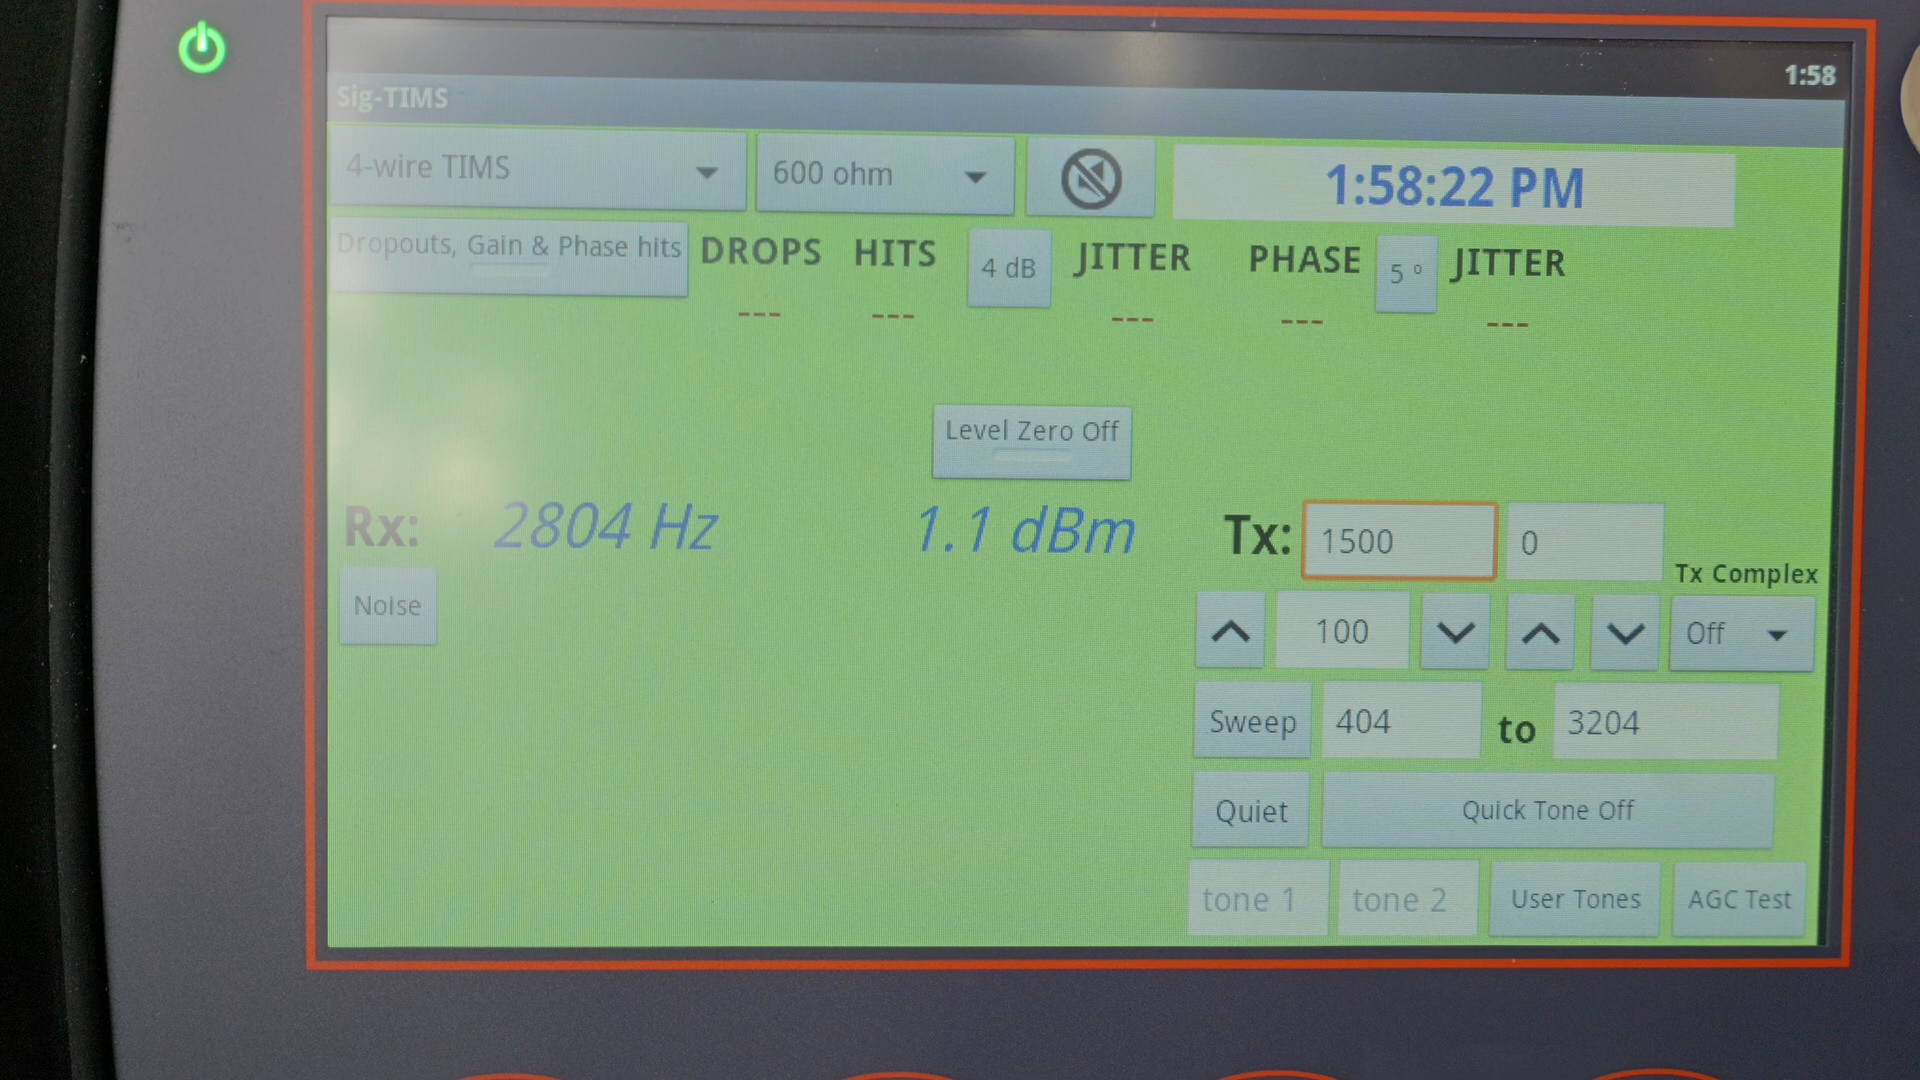 1:58
Sig-TIMS
4-wire TIMS
600 ohm
1:58:22 PM
Dropouts, Gain & Phase hits
DROPS
HITS
4 dB
JITTER
PHASE
5 °
JITTER
---
---
---
---
---
Level Zero Off
Rx:
2804 Hz
1.1 dBm
Tx:
1500
0
Tx Complex
Noise
100
Off
Sweep
404
to
3204
Quiet
Quick Tone Off
tone 1
tone 2
User Tones
AGC Test